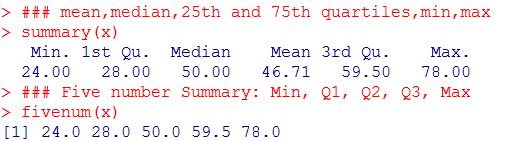 > ### mean,median,25th and 75th quartiles,min,max
> summary(x)
Min. 1st Qu. Median Mean 3rd Qu. Max.
24.00 28.00 50.00 46.71 59.50 78.00
> ### Five number Summary: Min, Q1, Q2, Q3, Max
> fivenum(x)
[1] 24.0 28.0 50.0 59.5 78.0